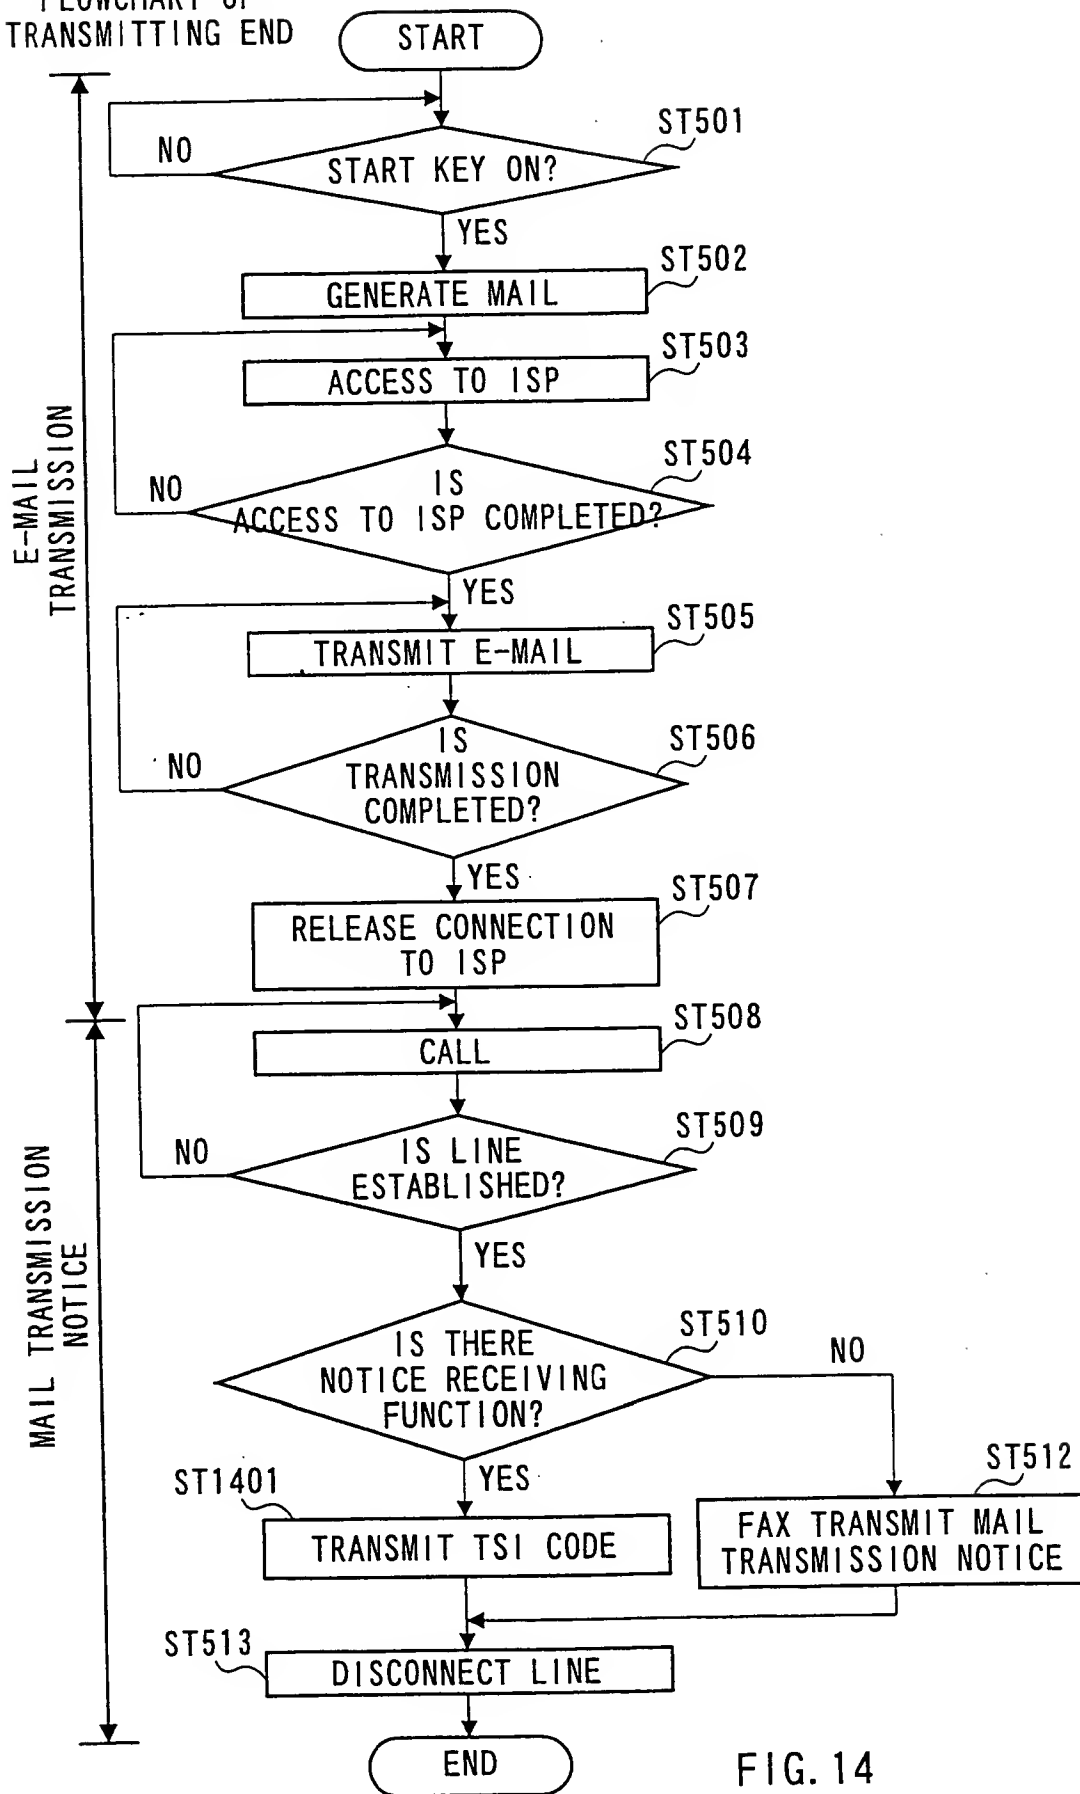 FLOWCHART OF
TRANSMITTING END
START
ST501
NO
START KEY ON?
YES
ST502
GENERATE MAIL
ST503
ACCESS TO ISP
ST504
NO
IS
ACCESS TO ISP COMPLETED?
YES
E-MAIL
TRANSMISSION
ST505
TRANSMIT E-MAIL
ST506
NO
IS
TRANSMISSION
COMPLETED?
YES
ST507
RELEASE CONNECTION
TO ISP
ST508
CALL
ST509
NO
IS LINE
ESTABLISHED?
YES
MAIL TRANSMISSION
NOTICE
ST510
IS THERE
NOTICE RECEIVING
FUNCTION?
NO
YES
ST1401
TRANSMIT TSI CODE
ST512
FAX TRANSMIT MAIL
TRANSMISSION NOTICE
ST513
DISCONNECT LINE
END
FIG. 14